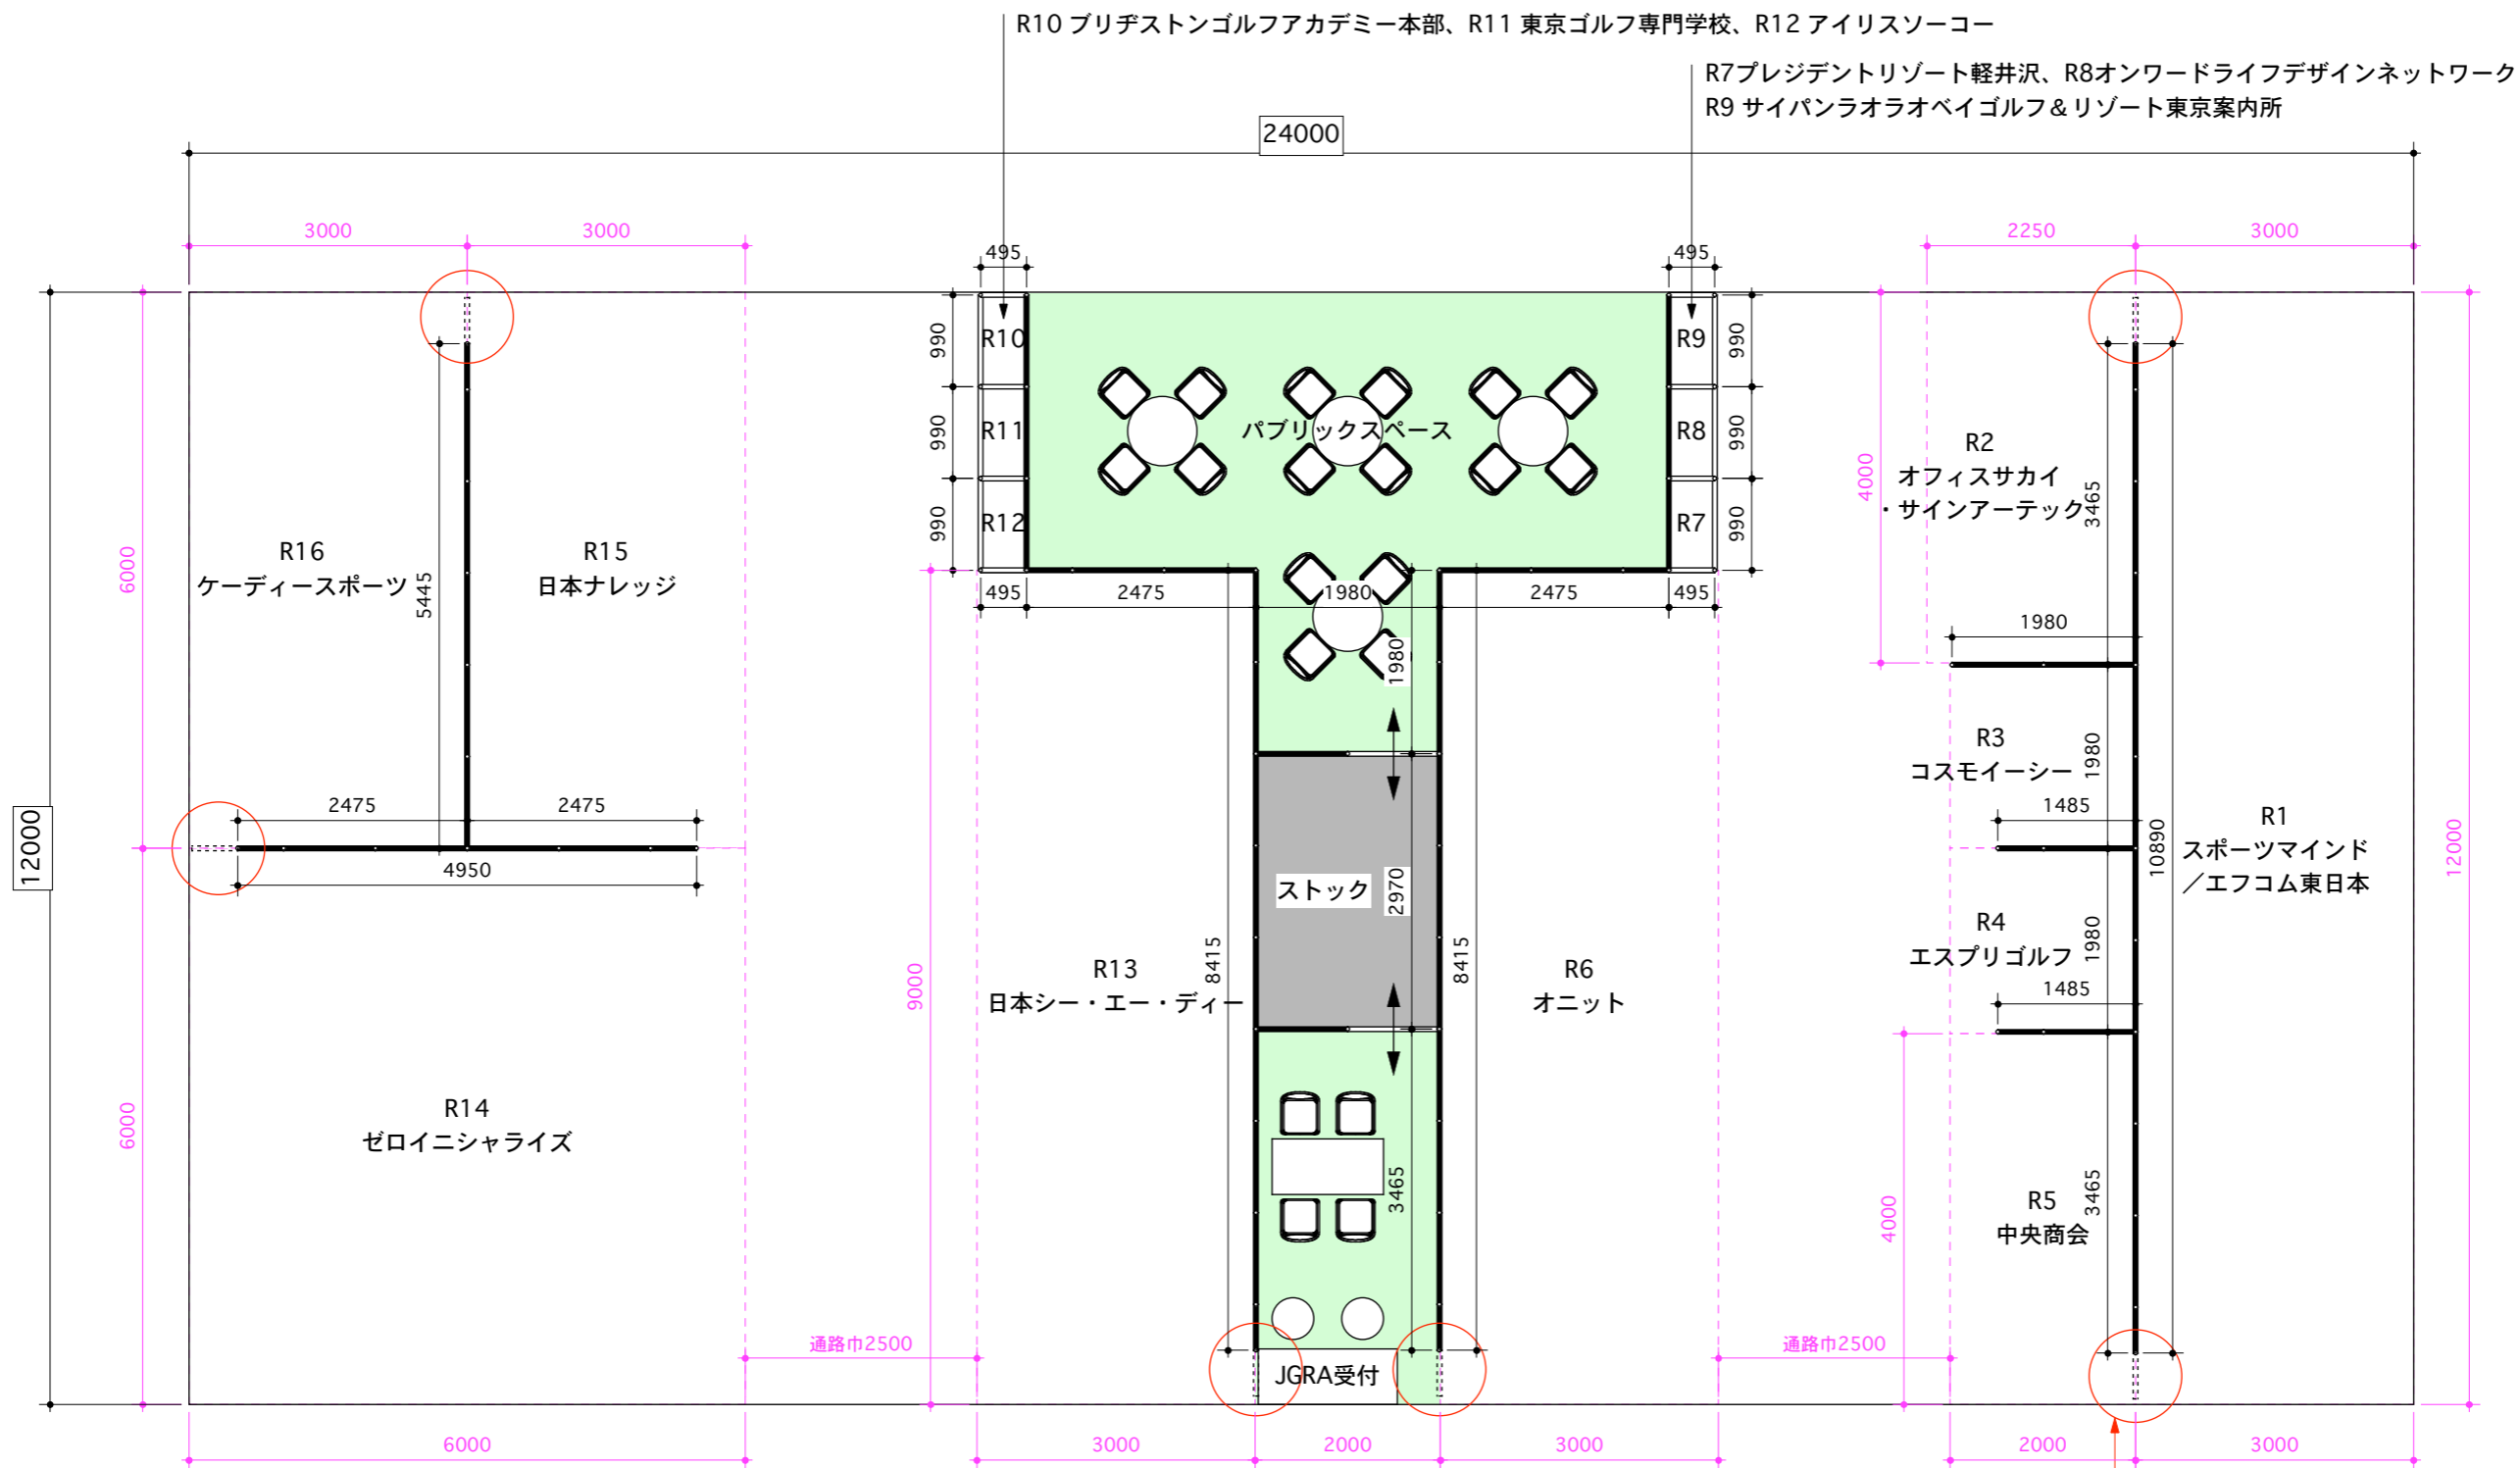 R10 ブリヂストンゴルフアカデミー本部、R11 東京ゴルフ専門学校、R12 アイリスソーコー
R7プレジデントリゾート軽井沢、R8オンワードライフデザインネットワーク
R9 サイパンラオラオベイゴルフ＆リゾート東京案内所
24000
3000
3000
2250
3000
495
495
R10
990
R9
990
R11
990
パブリックスペース
R8
990
R12
990
R7
990
R2
オフィスサカイ
・サインアーテック
4000
3465
R16
ケーディースポーツ
R15
日本ナレッジ
6000
5445
495
2475
1980
2475
495
1980
1980
R3
コスモイーシー
1980
2475
2475
1485
12000
4950
10890
R1
スポーツマインド
／エフコム東日本
12000
ストック
2970
R4
エスプリゴルフ
1980
9000
R13
日本シー・エー・ディー
8415
8415
R6
オニット
1485
R14
ゼロイニシャライズ
6000
3465
R5
中央商会
3465
4000
通路巾2500
通路巾2500
JGRA受付
6000
3000
2000
3000
2000
3000